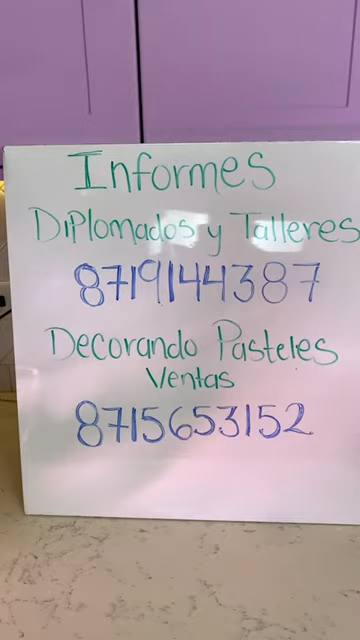 Informes
Diplomados y Talleres
8719144387
Decorando Pasteles
Ventas
8715653152